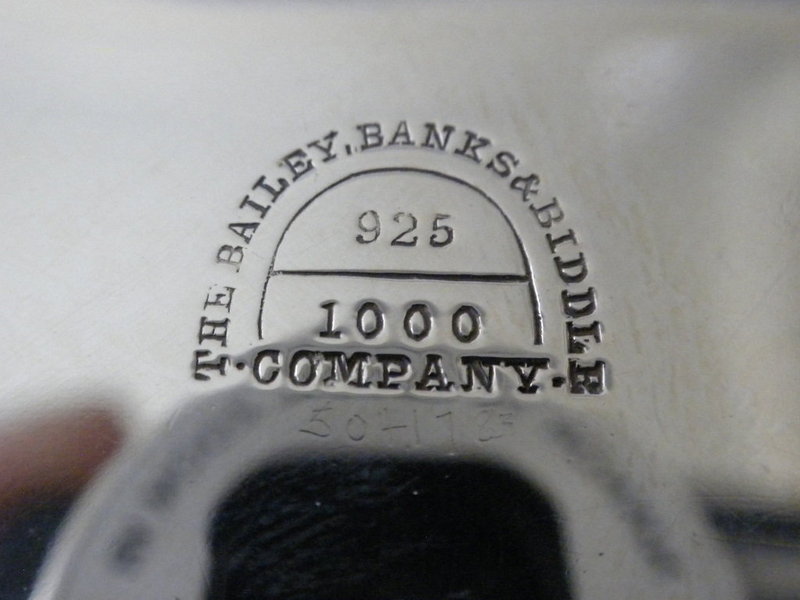 THE BAILEY, BANKS & BIDDLE
925
1000
· COMPANY ·